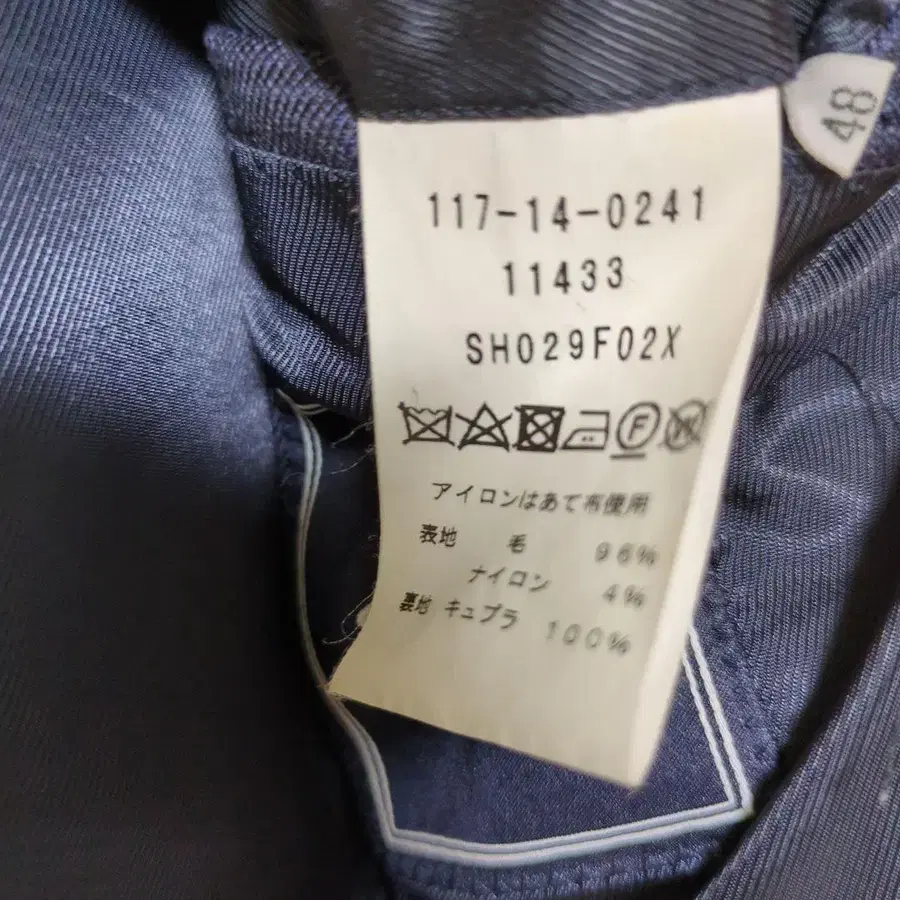 48
117-14-0241
11433
SH029F02X
F W
アイロンはあて布使用
表地 毛 96%
ナイロン 4%
裏地 キュプラ 100%